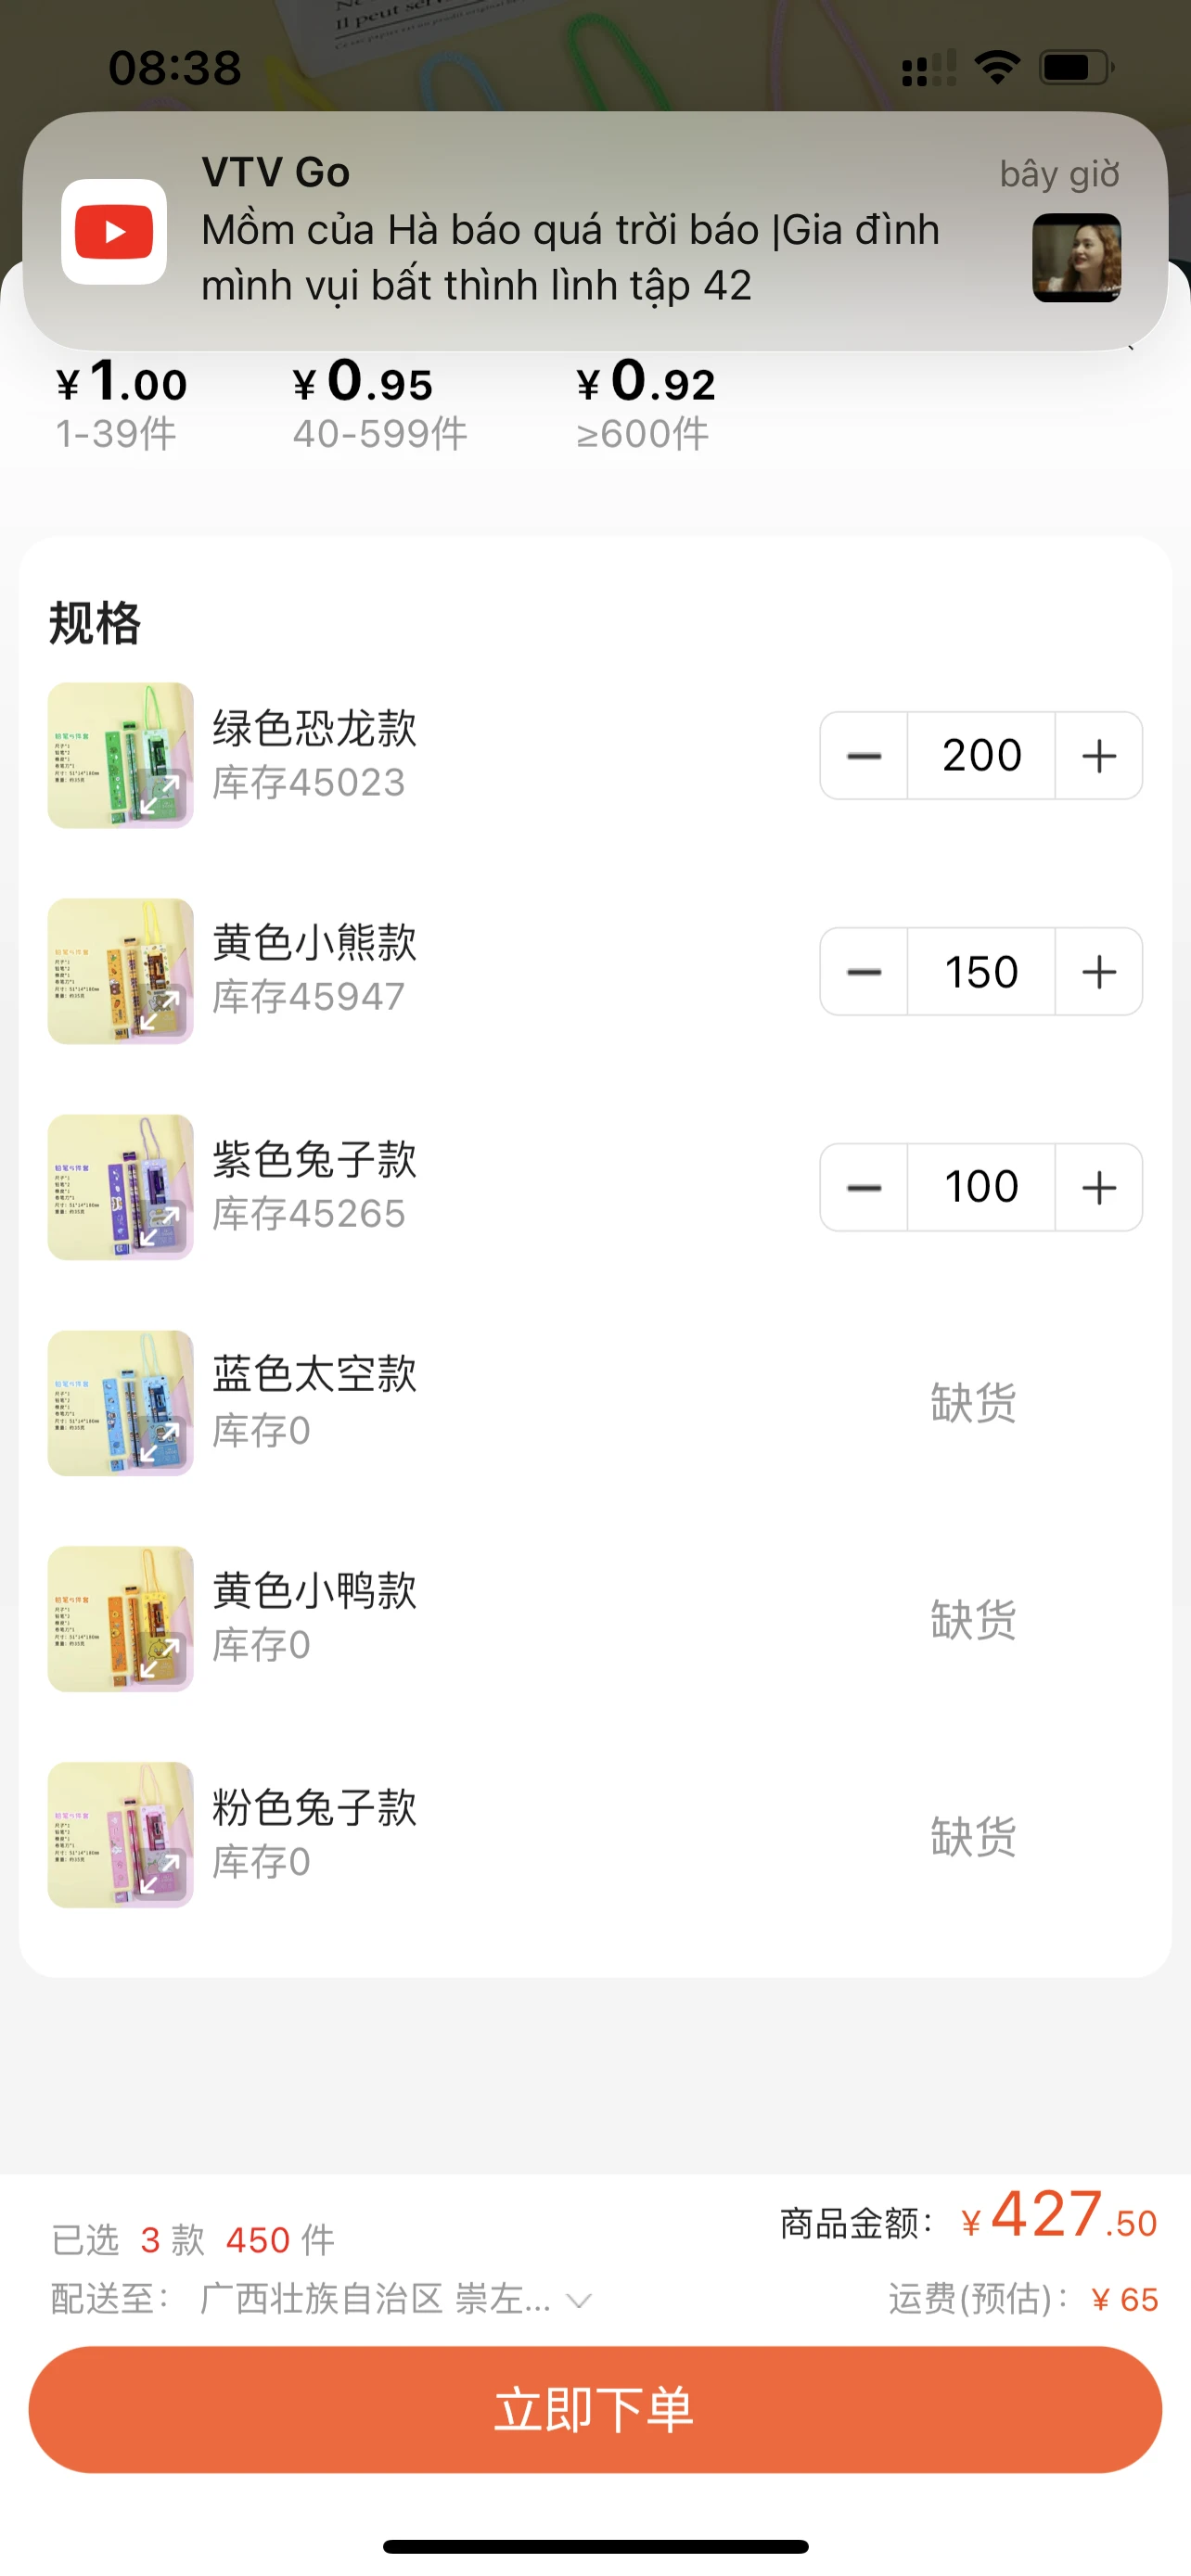 Il peut ser
08:38
VTV Go
bây giờ
Mồm của Hà báo quá trời báo |Gia đình
mình vụi bất thình lình tập 42
¥1.00
¥0.95
¥0.92
1-39件
40-599件
≥600件
规格
绿色恐龙款
库存45023
200
黄色小熊款
库存45947
150
紫色兔子款
库存45265
100
蓝色太空款
库存0
缺货
黄色小鸭款
库存0
缺货
粉色兔子款
库存0
缺货
已选 3 款 450 件
商品金额: ¥427.50
配送至: 广西壮族自治区 崇左...
运费(预估): ¥65
立即下单